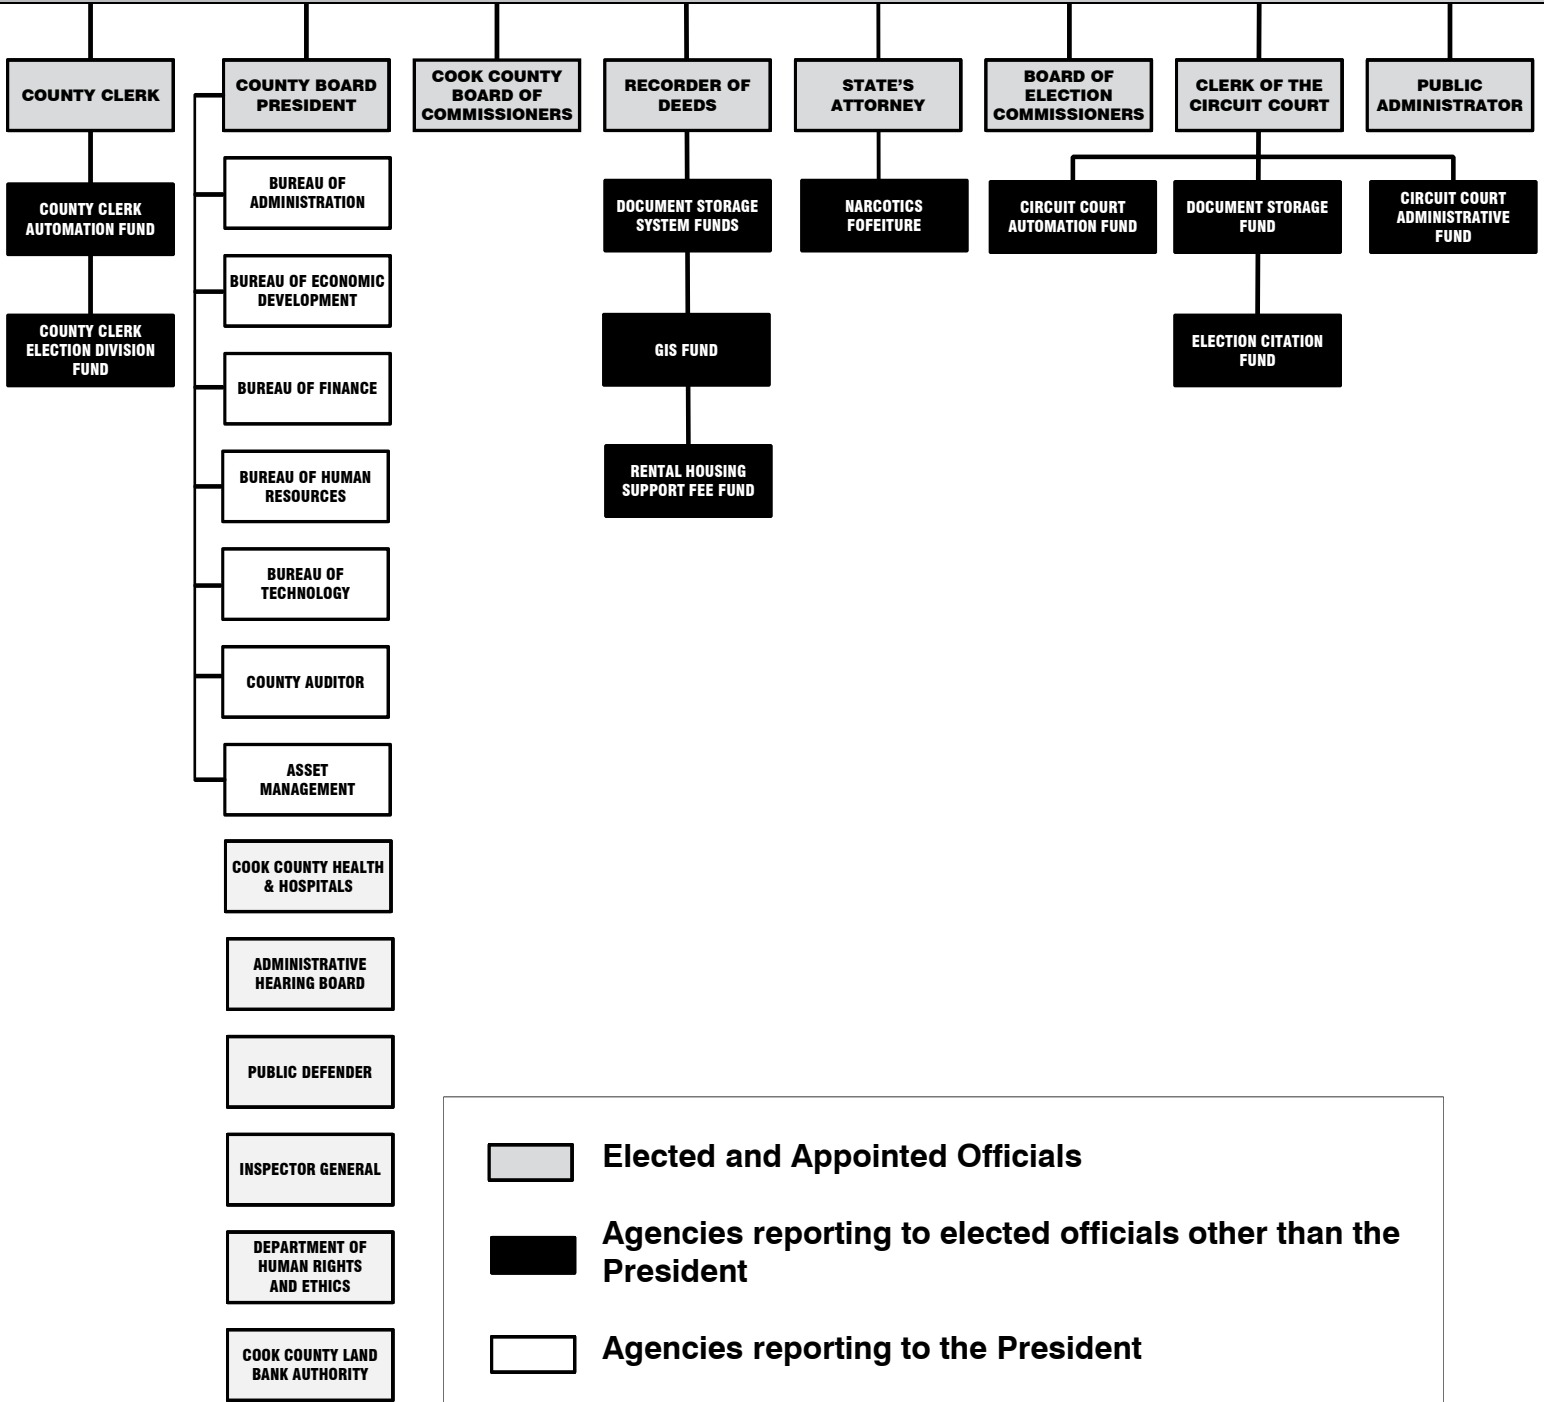 COUNTY CLERK
COUNTY BOARD
PRESIDENT
COOK COUNTY
BOARD OF
COMMISSIONERS
RECORDER OF
DEEDS
STATE'S
ATTORNEY
BOARD OF
ELECTION
COMMISSIONERS
CLERK OF THE
CIRCUIT COURT
PUBLIC
ADMINISTRATOR
COUNTY CLERK
AUTOMATION FUND
COUNTY CLERK
ELECTION DIVISION
FUND
BUREAU OF
ADMINISTRATION
BUREAU OF ECONOMIC
DEVELOPMENT
BUREAU OF FINANCE
BUREAU OF HUMAN
RESOURCES
BUREAU OF
TECHNOLOGY
COUNTY AUDITOR
ASSET
MANAGEMENT
COOK COUNTY HEALTH
& HOSPITALS
ADMINISTRATIVE
HEARING BOARD
PUBLIC DEFENDER
INSPECTOR GENERAL
DEPARTMENT OF
HUMAN RIGHTS
AND ETHICS
COOK COUNTY LAND
BANK AUTHORITY
DOCUMENT STORAGE
SYSTEM FUNDS
GIS FUND
RENTAL HOUSING
SUPPORT FEE FUND
NARCOTICS
FOFEITURE
CIRCUIT COURT
AUTOMATION FUND
DOCUMENT STORAGE
FUND
ELECTION CITATION
FUND
CIRCUIT COURT
ADMINISTRATIVE
FUND
Elected and Appointed Officials
Agencies reporting to elected officials other than the
President
Agencies reporting to the President